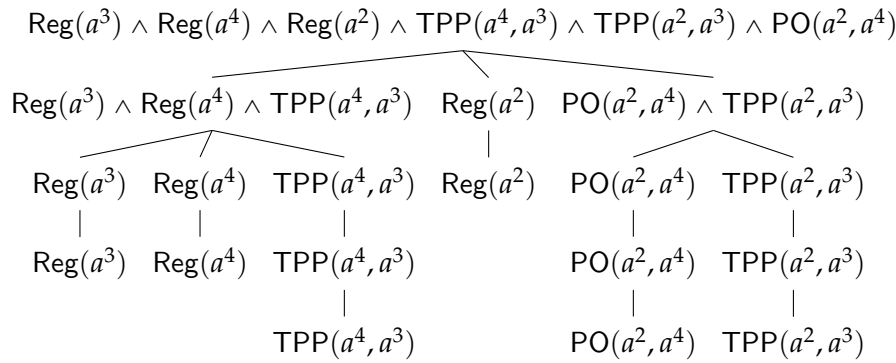 Reg(a³) ∧ Reg(a⁴) ∧ Reg(a²) ∧ TPP(a⁴, a³) ∧ TPP(a², a³) ∧ PO(a², a⁴)
Reg(a³) ∧ Reg(a⁴) ∧ TPP(a⁴, a³) Reg(a²) PO(a², a⁴) ∧ TPP(a², a³)
Reg(a³) Reg(a⁴) TPP(a⁴, a³) Reg(a²) PO(a², a⁴) TPP(a², a³)
Reg(a³) Reg(a⁴) TPP(a⁴, a³) PO(a², a⁴) TPP(a², a³)
TPP(a⁴, a³) PO(a², a⁴) TPP(a², a³)